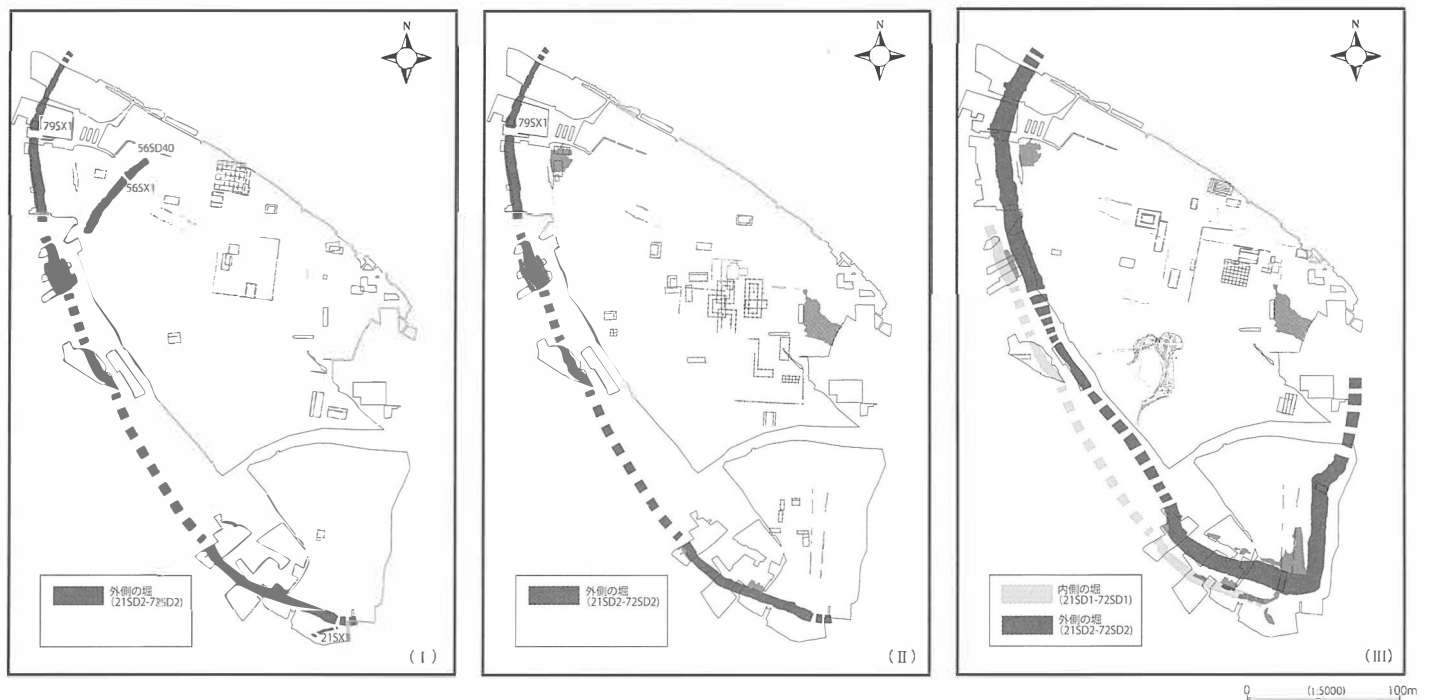 N
79SX1
56SD40
56SX1
外側の堀
(21SD2-72SD2)
21SX1
(I)
N
79SX1
外側の堀
(21SD2-72SD2)
(II)
N
内側の堀
(21SD1-72SD1)
外側の堀
(21SD2-72SD2)
(III)
0 (1:5000) 100m